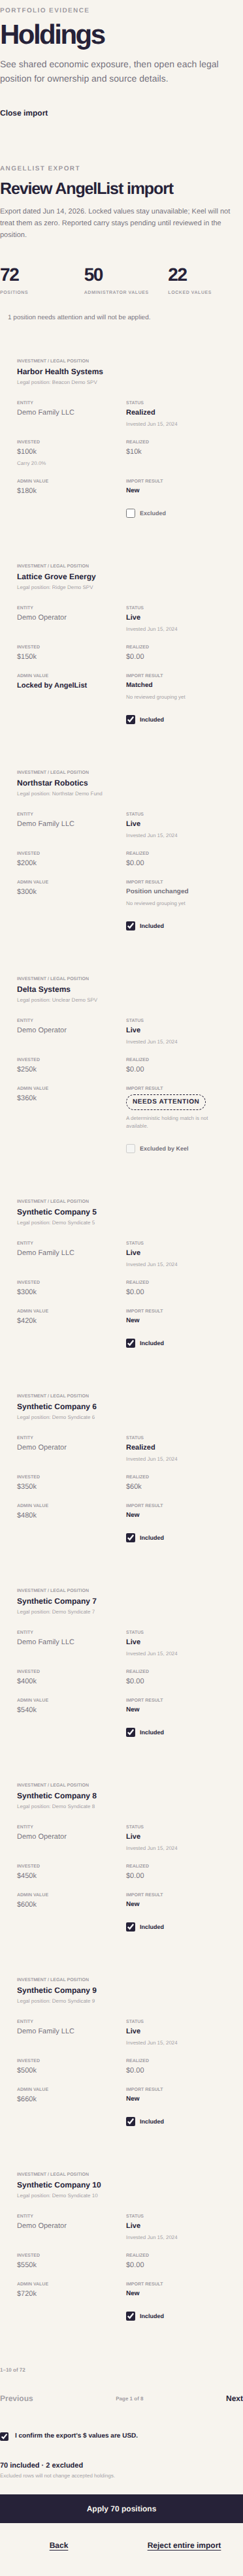 PORTFOLIO EVIDENCE
Holdings
See shared economic exposure, then open each legal
position for ownership and source details.
Close import
ANGELLIST EXPORT
Review AngelList import
Export dated Jun 14, 2026. Locked values stay unavailable; Keel will not
treat them as zero. Reported carry stays pending until reviewed in the
position.
72 50 22
POSITIONS ADMINISTRATOR VALUES LOCKED VALUES
1 position needs attention and will not be applied.
INVESTMENT / LEGAL POSITION
Harbor Health Systems
Legal position: Beacon Demo SPV
ENTITY STATUS
Demo Family LLC Realized
Invested Jun 15, 2024
INVESTED REALIZED
$100k $10k
Carry 20.0%
ADMIN VALUE IMPORT RESULT
$180k New
Excluded
INVESTMENT / LEGAL POSITION
Lattice Grove Energy
Legal position: Ridge Demo SPV
ENTITY STATUS
Demo Operator Live
Invested Jun 15, 2024
INVESTED REALIZED
$150k $0.00
ADMIN VALUE IMPORT RESULT
Locked by AngelList Matched
No reviewed grouping yet
Included
INVESTMENT / LEGAL POSITION
Northstar Robotics
Legal position: Northstar Demo Fund
ENTITY STATUS
Demo Family LLC Live
Invested Jun 15, 2024
INVESTED REALIZED
$200k $0.00
ADMIN VALUE IMPORT RESULT
$300k Position unchanged
No reviewed grouping yet
Included
INVESTMENT / LEGAL POSITION
Delta Systems
Legal position: Unclear Demo SPV
ENTITY STATUS
Demo Operator Live
Invested Jun 15, 2024
INVESTED REALIZED
$250k $0.00
ADMIN VALUE IMPORT RESULT
$360k NEEDS ATTENTION
A deterministic holding match is not
available.
Excluded by Keel
INVESTMENT / LEGAL POSITION
Synthetic Company 5
Legal position: Demo Syndicate 5
ENTITY STATUS
Demo Family LLC Live
Invested Jun 15, 2024
INVESTED REALIZED
$300k $0.00
ADMIN VALUE IMPORT RESULT
$420k New
Included
INVESTMENT / LEGAL POSITION
Synthetic Company 6
Legal position: Demo Syndicate 6
ENTITY STATUS
Demo Operator Realized
Invested Jun 15, 2024
INVESTED REALIZED
$350k $60k
ADMIN VALUE IMPORT RESULT
$480k New
Included
INVESTMENT / LEGAL POSITION
Synthetic Company 7
Legal position: Demo Syndicate 7
ENTITY STATUS
Demo Family LLC Live
Invested Jun 15, 2024
INVESTED REALIZED
$400k $0.00
ADMIN VALUE IMPORT RESULT
$540k New
Included
INVESTMENT / LEGAL POSITION
Synthetic Company 8
Legal position: Demo Syndicate 8
ENTITY STATUS
Demo Operator Live
Invested Jun 15, 2024
INVESTED REALIZED
$450k $0.00
ADMIN VALUE IMPORT RESULT
$600k New
Included
INVESTMENT / LEGAL POSITION
Synthetic Company 9
Legal position: Demo Syndicate 9
ENTITY STATUS
Demo Family LLC Live
Invested Jun 15, 2024
INVESTED REALIZED
$500k $0.00
ADMIN VALUE IMPORT RESULT
$660k New
Included
INVESTMENT / LEGAL POSITION
Synthetic Company 10
Legal position: Demo Syndicate 10
ENTITY STATUS
Demo Operator Live
Invested Jun 15, 2024
INVESTED REALIZED
$550k $0.00
ADMIN VALUE IMPORT RESULT
$720k New
Included
1–10 of 72
Previous Page 1 of 8 Next
I confirm the export's $ values are USD.
70 included · 2 excluded
Excluded rows will not change accepted holdings.
Apply 70 positions
Back Reject entire import